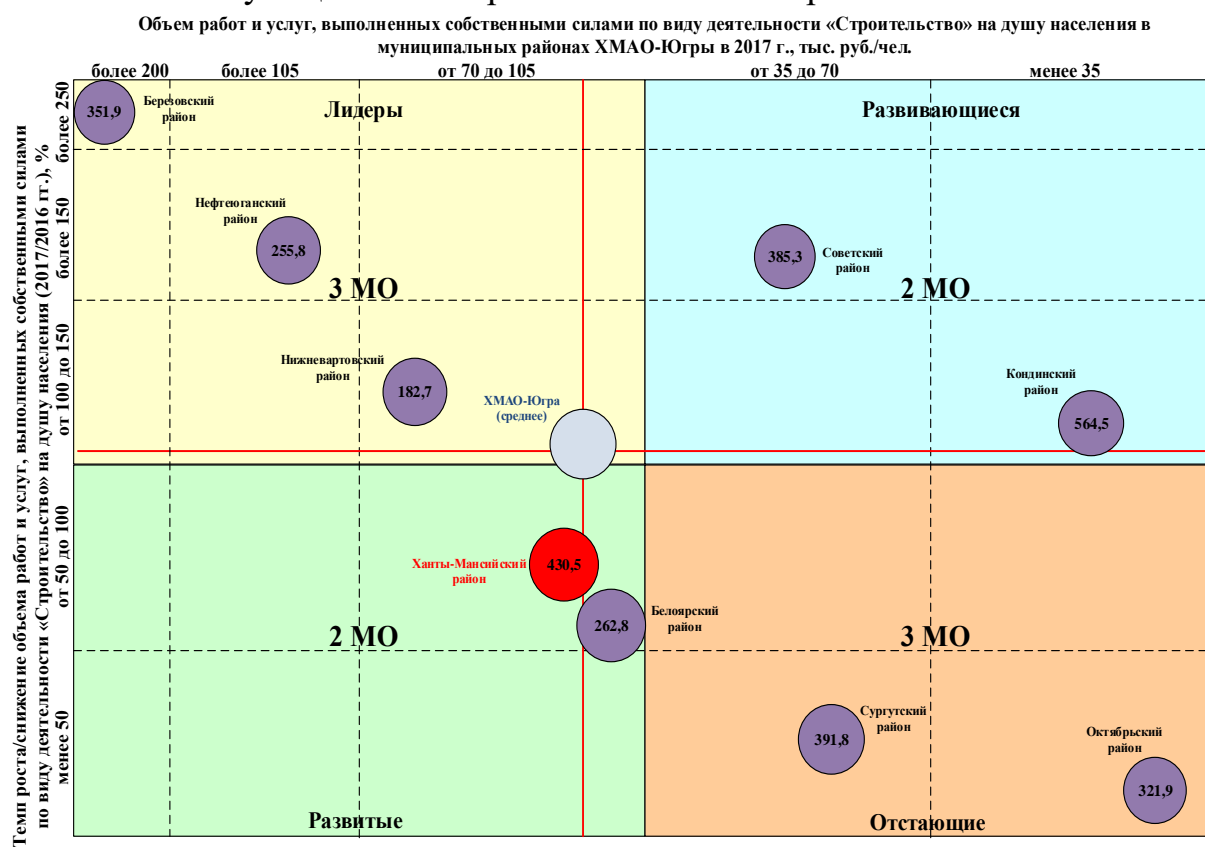 Объем работ и услуг, выполненных собственными силами по виду деятельности «Строительство» на душу населения в
муниципальных районах ХМАО-Югры в 2017 г., тыс. руб./чел.
более 200
более 105
от 70 до 105
от 35 до 70
менее 35
Темп роста/снижение объема работ и услуг, выполненных собственными силами
по виду деятельности «Строительство» на душу населения (2017/2016 гг.), %
более 250
более 150
от 100 до 150
от 50 до 100
менее 50
Лидеры
Развивающиеся
351,9
Березовский
район
Нефтеюганский
район
255,8
3 МО
385,3
Советский
район
2 МО
Нижневартовский
район
182,7
ХМАО-Югра
(среднее)
Кондинский
район
564,5
Ханты-Мансийский
район
430,5
262,8
Белоярский
район
2 МО
3 МО
391,8
Сургутский
район
Октябрьский
район
321,9
Развитые
Отстающие